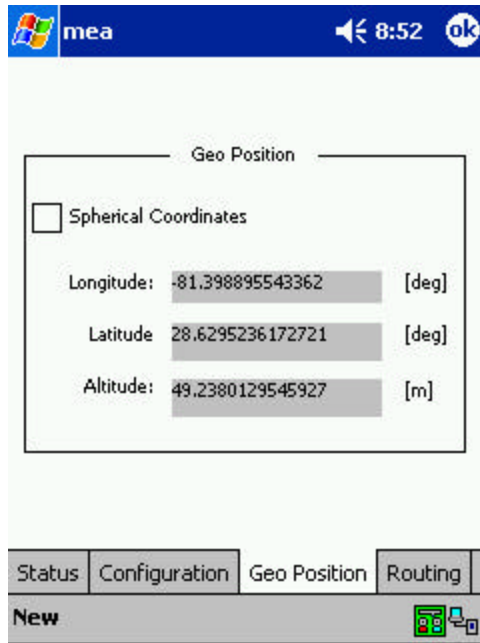 mea 8:52 ok
Geo Position
Spherical Coordinates
Longitude: -81.398895543362 [deg]
Latitude 28.6295236172721 [deg]
Altitude: 49.2380129545927 [m]
Status Configuration Geo Position Routing
New